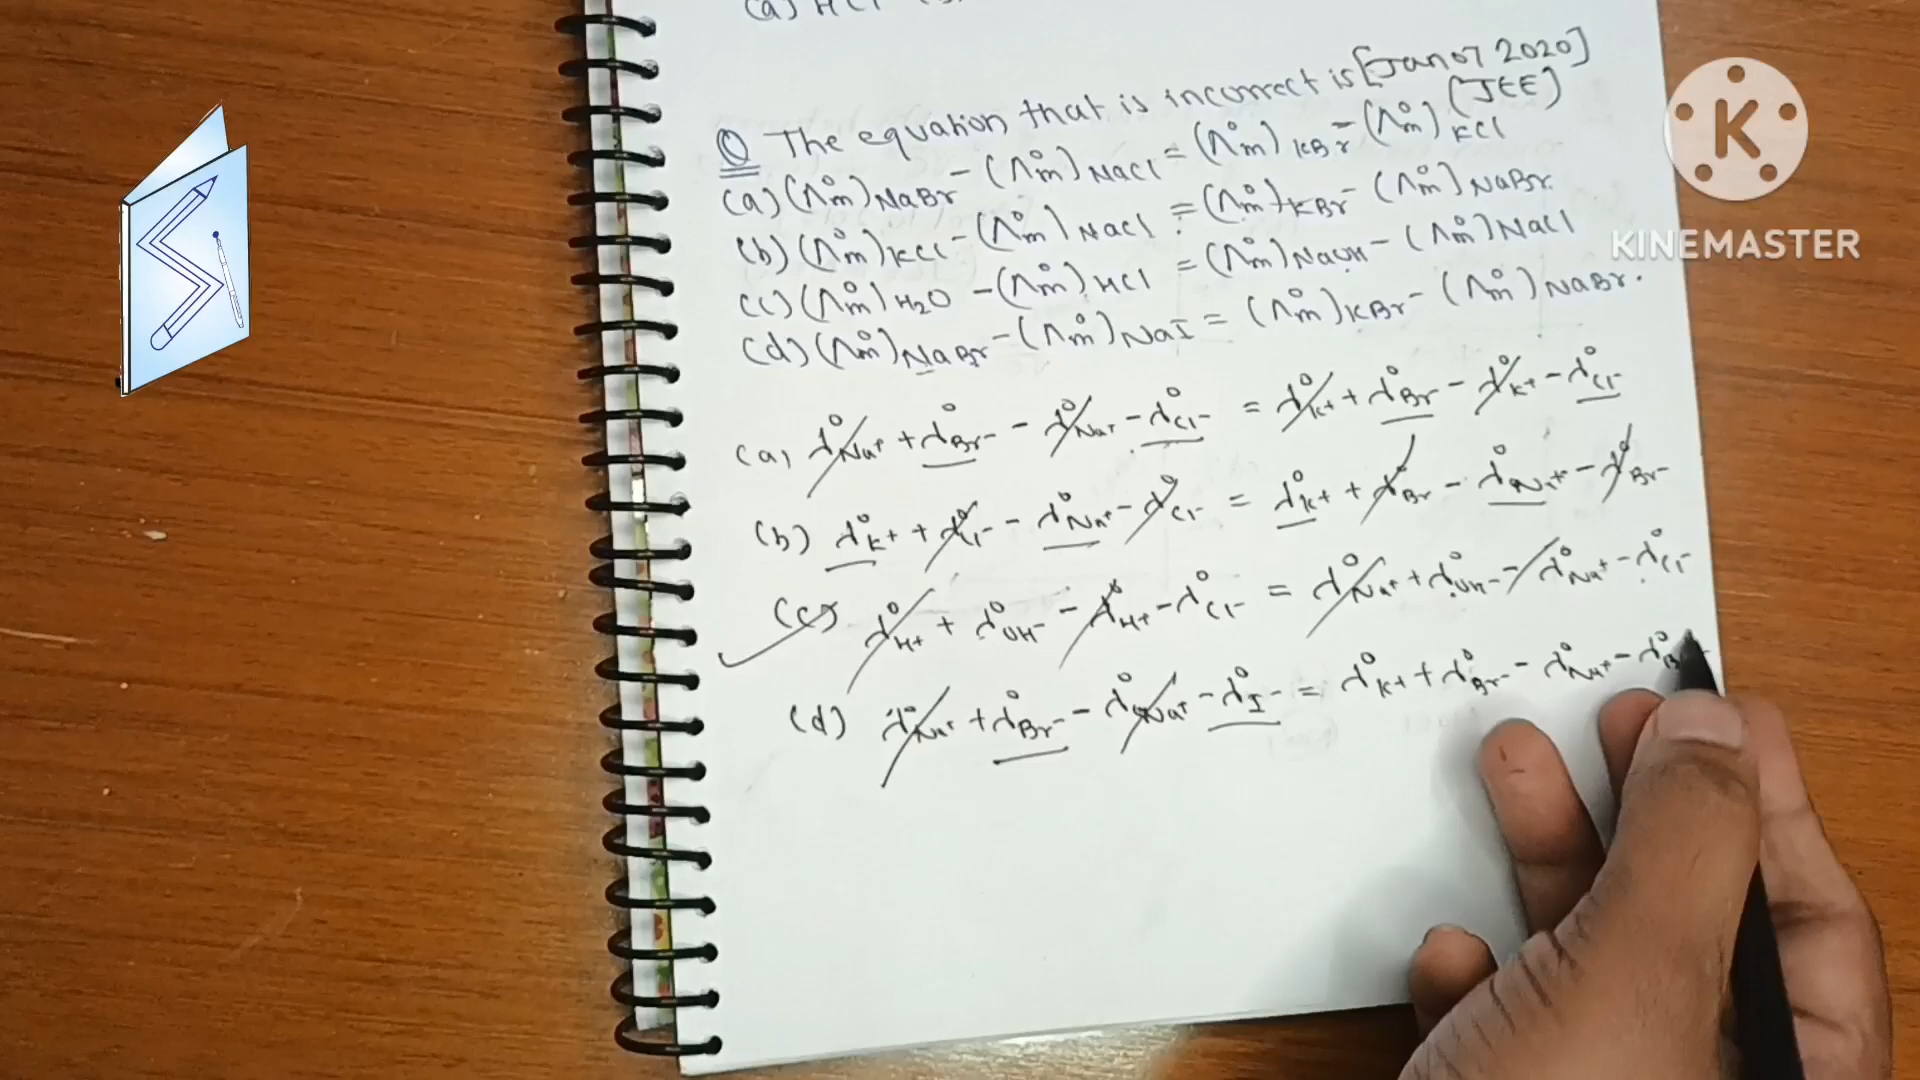 (a) HCl
Q The equation that is incorrect is [Jan 07 2020]
(JEE)
(a) (Λ°m)NaBr - (Λ°m)NaCl = (Λ°m)KBr - (Λ°m)KCl
(b) (Λ°m)KCl - (Λ°m)NaCl = (Λ°m)KBr - (Λ°m)NaBr.
(c) (Λ°m)H2O - (Λ°m)HCl = (Λ°m)NaOH - (Λ°m)NaCl
(d) (Λ°m)NaBr - (Λ°m)NaI = (Λ°m)KBr - (Λ°m)NaBr.
(a) λ°Na+ + λ°Br- - λ°Na+ - λ°Cl- = λ°K+ + λ°Br - λ°K+ - λ°Cl-
(b) λ°K+ + λ°Cl- - λ°Na+ - λ°Cl- = λ°K+ + λ°Br - λ°Na+ - λ°Br-
(c) λ°H+ + λ°OH- - λ°H+ - λ°Cl- = λ°Na+ + λ°OH- - λ°Na+ - λ°Cl-
(d) λ°Na+ + λ°Br- - λ°Na+ - λ°I- = λ°K+ + λ°Br- - λ°Na+ - λ°B
K
KINEMASTER